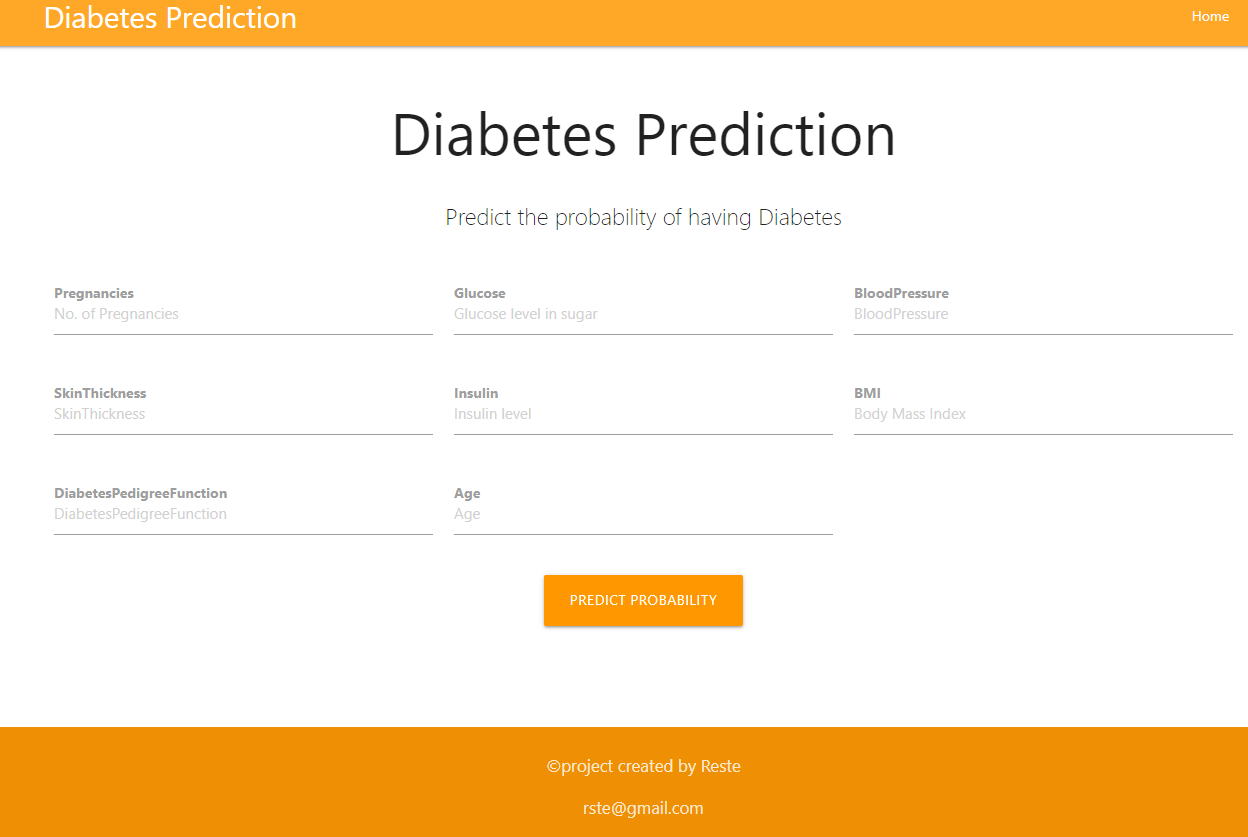 Diabetes Prediction
Home
Diabetes Prediction
Predict the probability of having Diabetes
Pregnancies
No. of Pregnancies
Glucose
Glucose level in sugar
BloodPressure
BloodPressure
SkinThickness
SkinThickness
Insulin
Insulin level
BMI
Body Mass Index
DiabetesPedigreeFunction
DiabetesPedigreeFunction
Age
Age
PREDICT PROBABILITY
©project created by Reste
rste@gmail.com